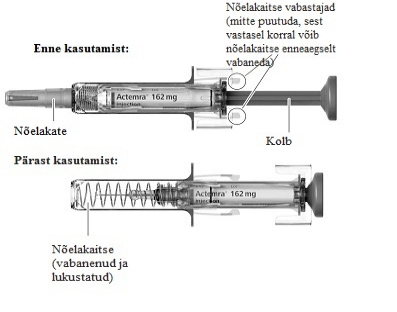 Nõelakaitse vabastajad
(mitte puutuda, sest
vastasel korral võib
nõelakaitse enneaegselt
vabaneda)
Enne kasutamist:
Actemra® 162 mg
injection
Nõelakate
Kolb
Pärast kasutamist:
Actemra® 162 mg
injection
Nõelakaitse
(vabanenud ja
lukustatud)